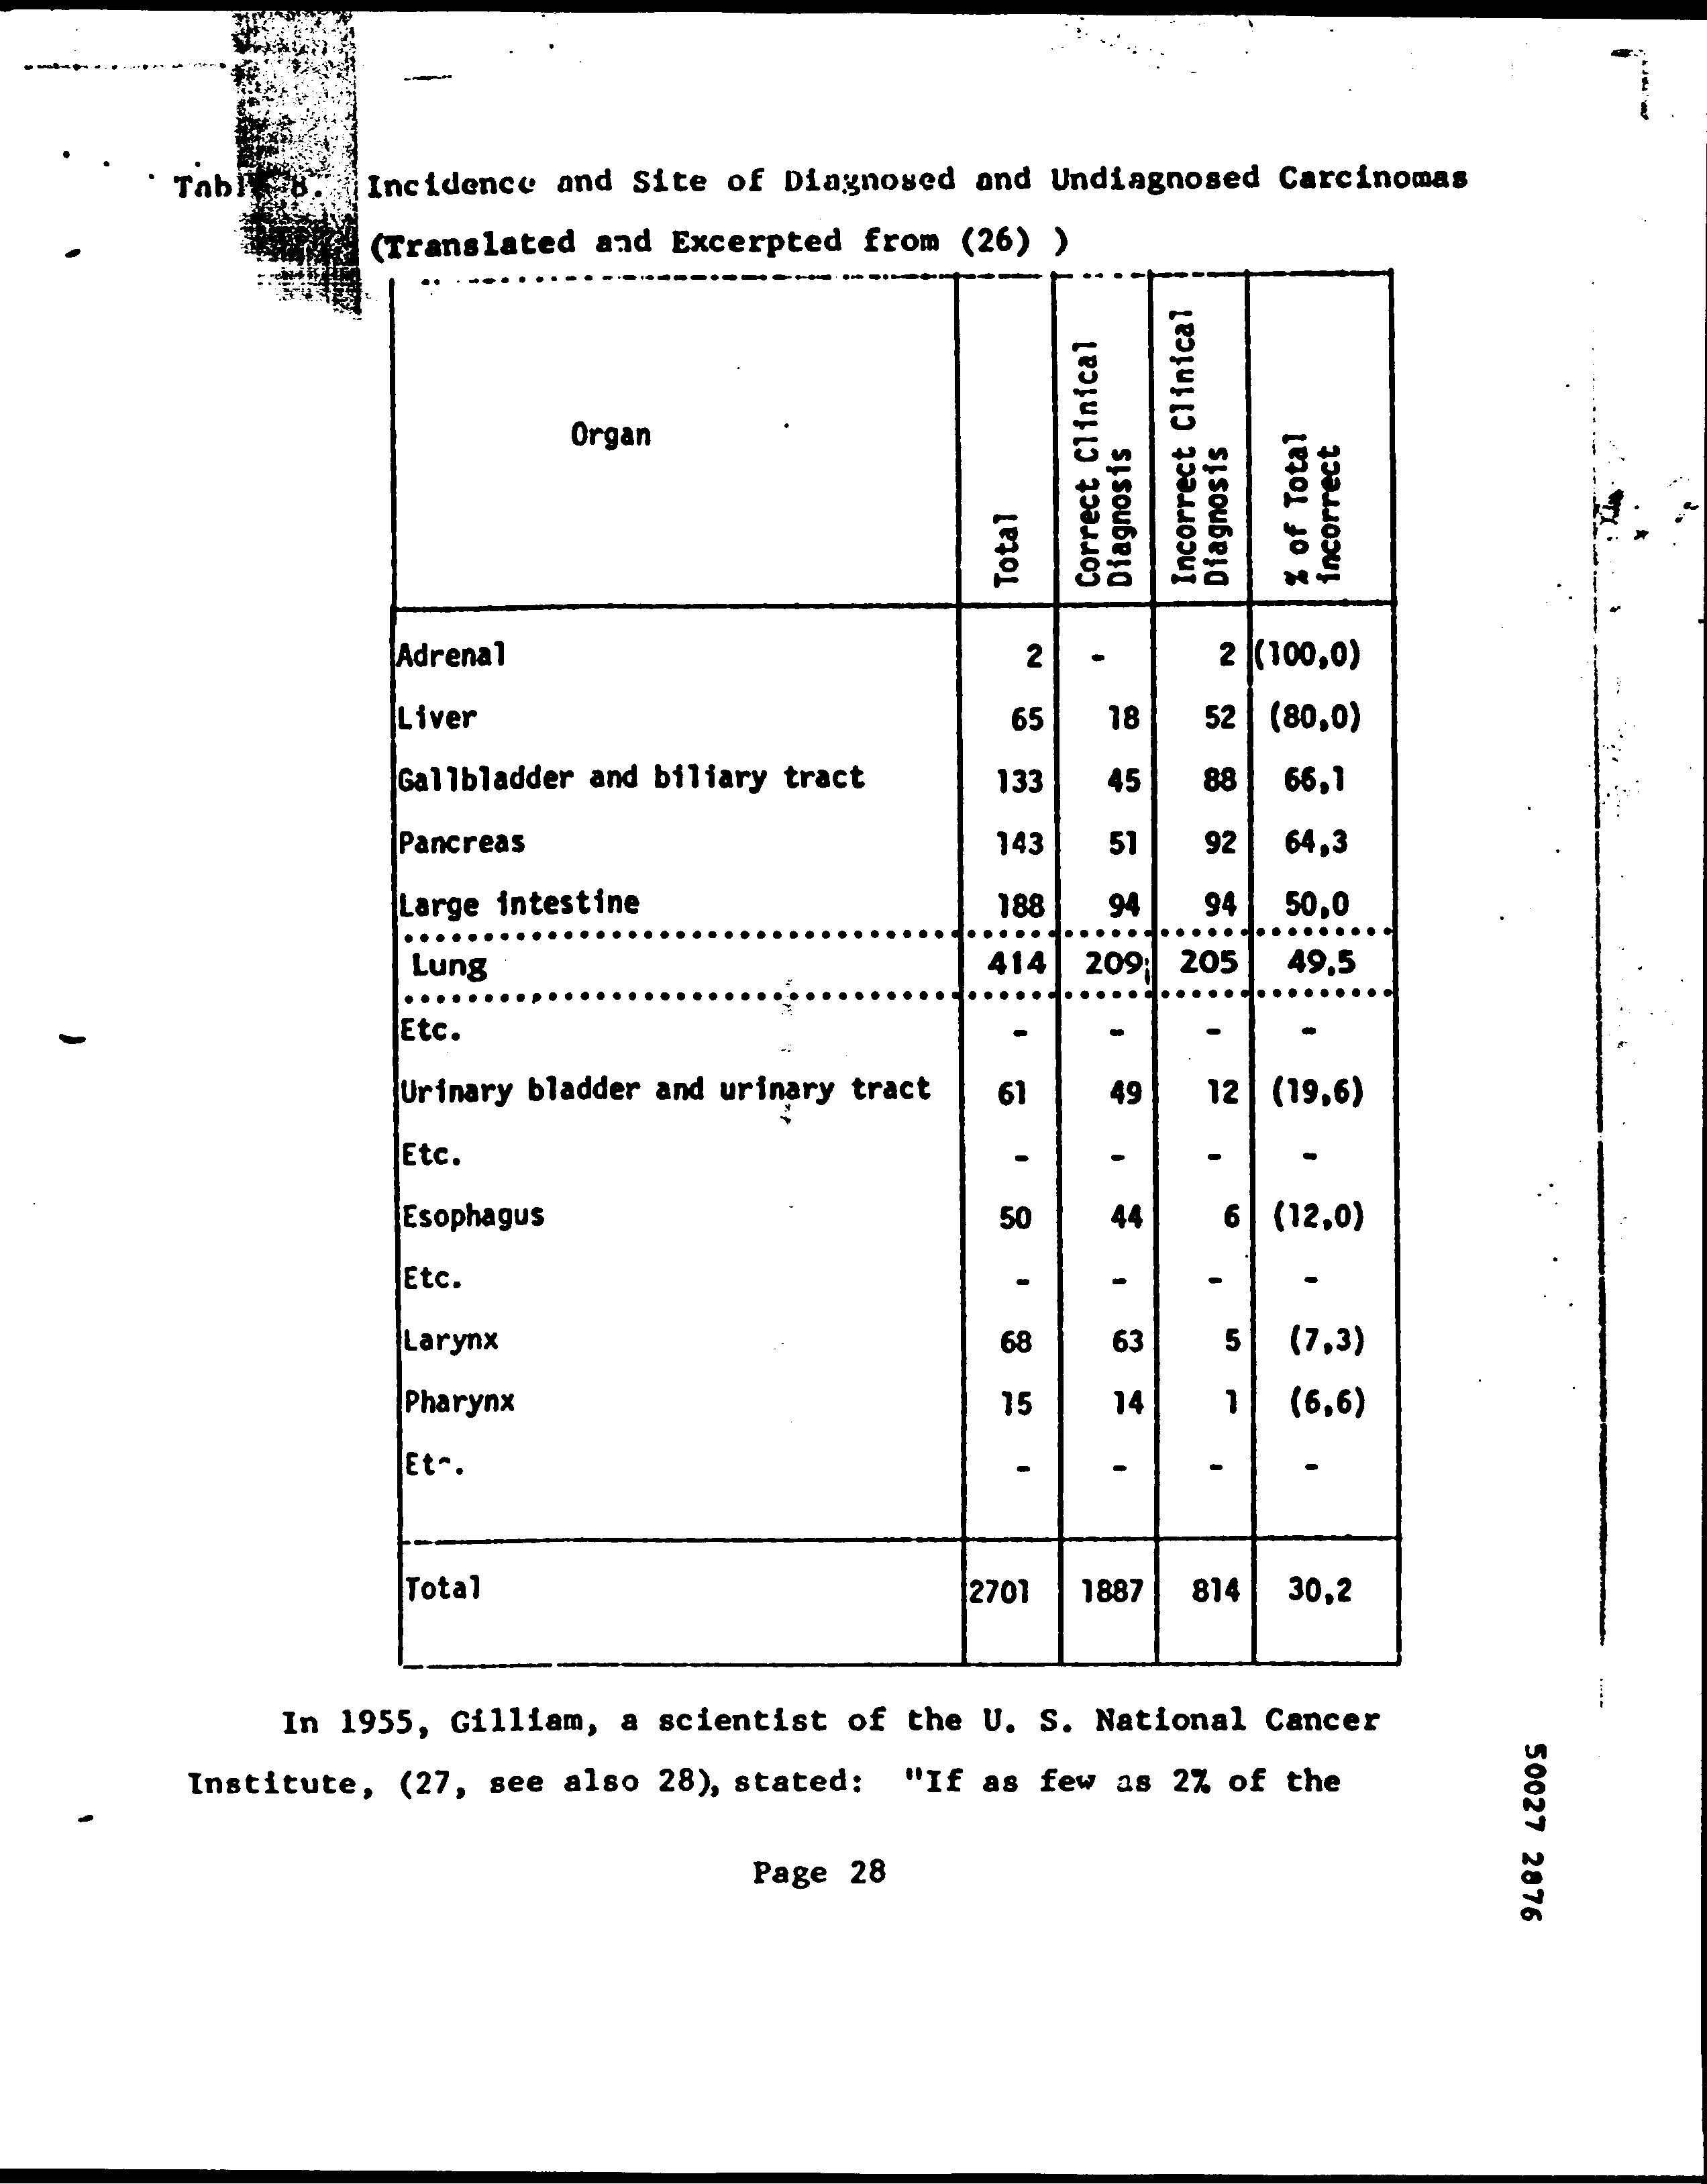 Table 8. Incidence and Site of Diagnosed and Undiagnosed Carcinomas
(Translated and Excerpted from (26) )
Organ
Total
Correct Clinical
Diagnosis
Incorrect Clinical
Diagnosis
% of Total
incorrect
Adrenal 2 - 2 (100,0)
Liver 65 18 52 (80,0)
Gallbladder and biliary tract 133 45 88 66,1
Pancreas 143 51 92 64,3
Large intestine 188 94 94 50,0
Lung 414 209 205 49,5
Etc. - - - -
Urinary bladder and urinary tract 61 49 12 (19,6)
Etc. - - - -
Esophagus 50 44 6 (12,0)
Etc. - - - -
Larynx 68 63 5 (7,3)
Pharynx 15 14 1 (6,6)
Etc. - - - -
Total 2701 1887 814 30,2
In 1955, Gilliam, a scientist of the U. S. National Cancer
Institute, (27, see also 28), stated: "If as few as 2% of the
Page 28
50027 2876